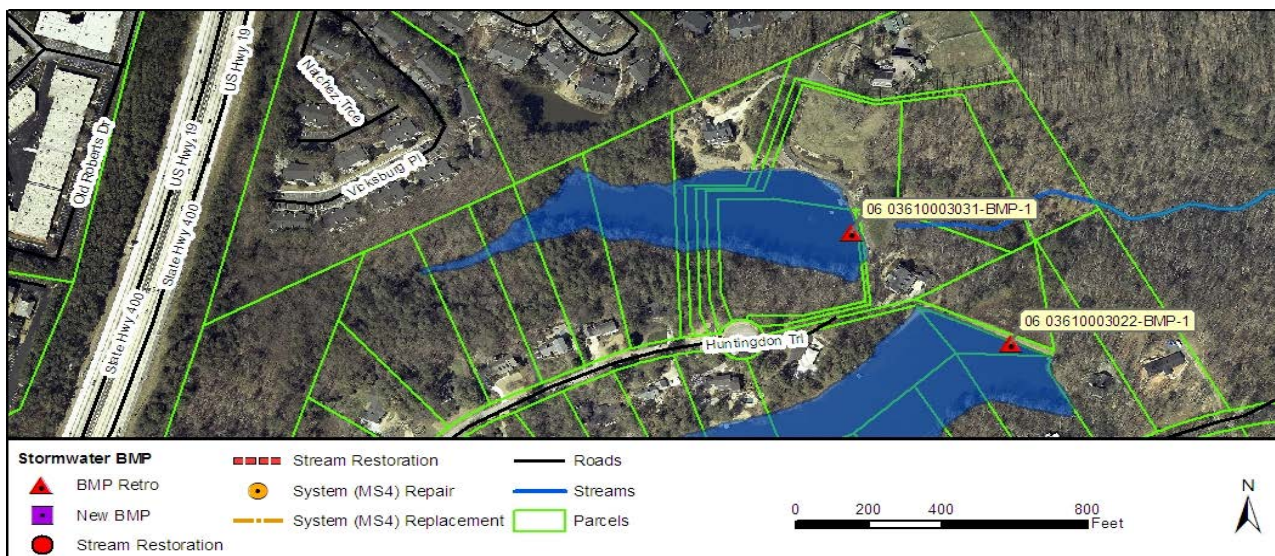 US Hwy 19
Natchez Trce
Old Roberts Dr
US Hwy 19
Vicksburg Pl
State Hwy 400
06 03610003031-BMP-1
State Hwy 400
06 03610003022-BMP-1
Huntingdon Trl
Stormwater BMP
BMP Retro
New BMP
Stream Restoration
Stream Restoration
System (MS4) Repair
System (MS4) Replacement
Roads
Streams
Parcels
0 200 400 800
Feet
N